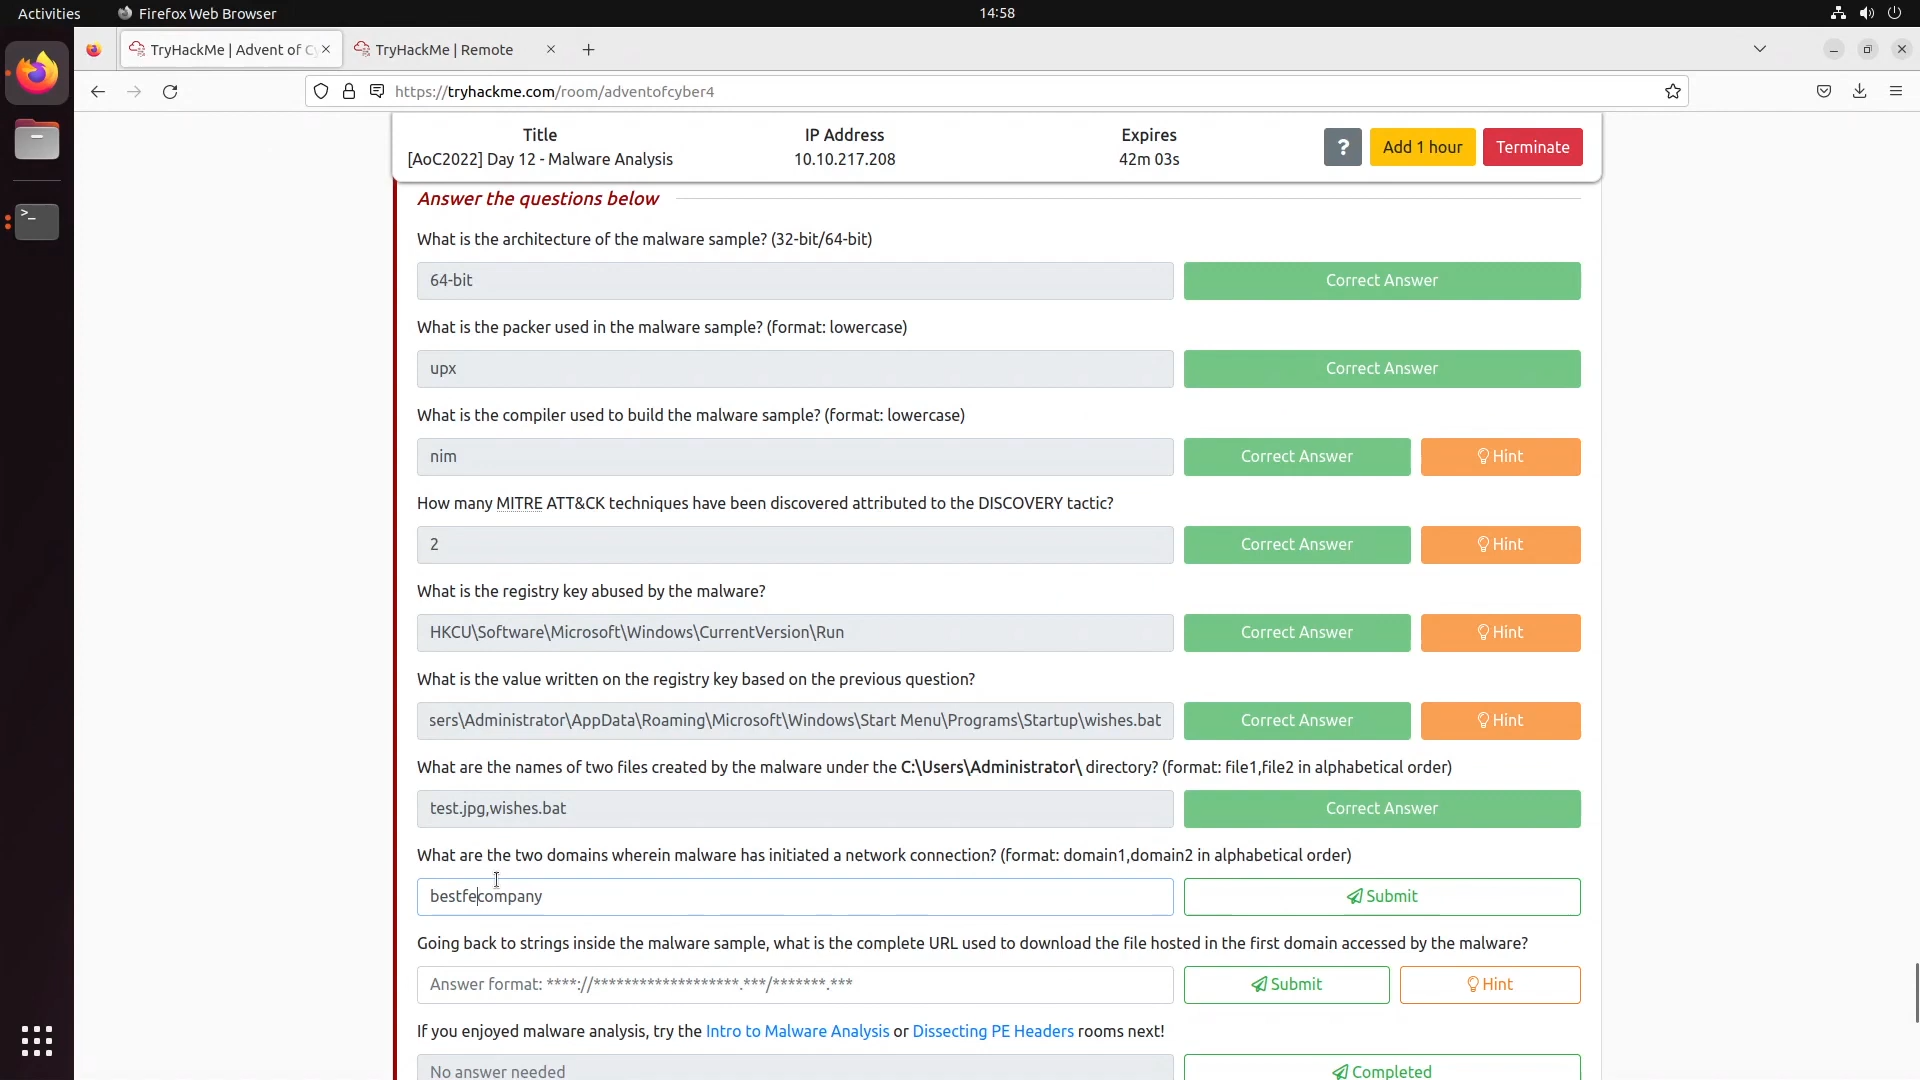 Activities
Firefox Web Browser
14:58
TryHackMe | Advent of Cy
TryHackMe | Remote
https://tryhackme.com/room/adventofcyber4
Title
IP Address
Expires
[AoC2022] Day 12 - Malware Analysis
10.10.217.208
42m 03s
?
Add 1 hour
Terminate
Answer the questions below
What is the architecture of the malware sample? (32-bit/64-bit)
64-bit
Correct Answer
What is the packer used in the malware sample? (format: lowercase)
upx
Correct Answer
What is the compiler used to build the malware sample? (format: lowercase)
nim
Correct Answer
Hint
How many MITRE ATT&CK techniques have been discovered attributed to the DISCOVERY tactic?
2
Correct Answer
Hint
What is the registry key abused by the malware?
HKCU\Software\Microsoft\Windows\CurrentVersion\Run
Correct Answer
Hint
What is the value written on the registry key based on the previous question?
sers\Administrator\AppData\Roaming\Microsoft\Windows\Start Menu\Programs\Startup\wishes.bat
Correct Answer
Hint
What are the names of two files created by the malware under the C:\Users\Administrator\ directory? (format: file1,file2 in alphabetical order)
test.jpg,wishes.bat
Correct Answer
What are the two domains wherein malware has initiated a network connection? (format: domain1,domain2 in alphabetical order)
bestfecompany
Submit
Going back to strings inside the malware sample, what is the complete URL used to download the file hosted in the first domain accessed by the malware?
Answer format: ****://*******************.***/*******.***
Submit
Hint
If you enjoyed malware analysis, try the Intro to Malware Analysis or Dissecting PE Headers rooms next!
No answer needed
Completed